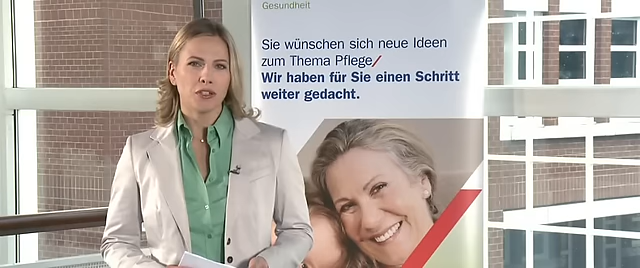 Gesundheit
Sie wünschen sich neue Ideen
zum Thema Pflege/
Wir haben für Sie einen Schritt
weiter gedacht.